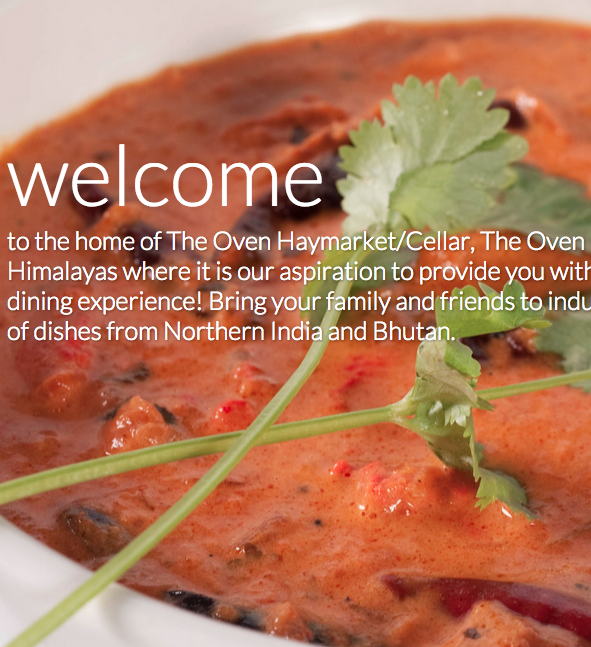 welcome
to the home of The Oven Haymarket/Cellar, The Oven
Himalayas where it is our aspiration to provide you with
dining experience! Bring your family and friends to indu
of dishes from Northern India and Bhutan.